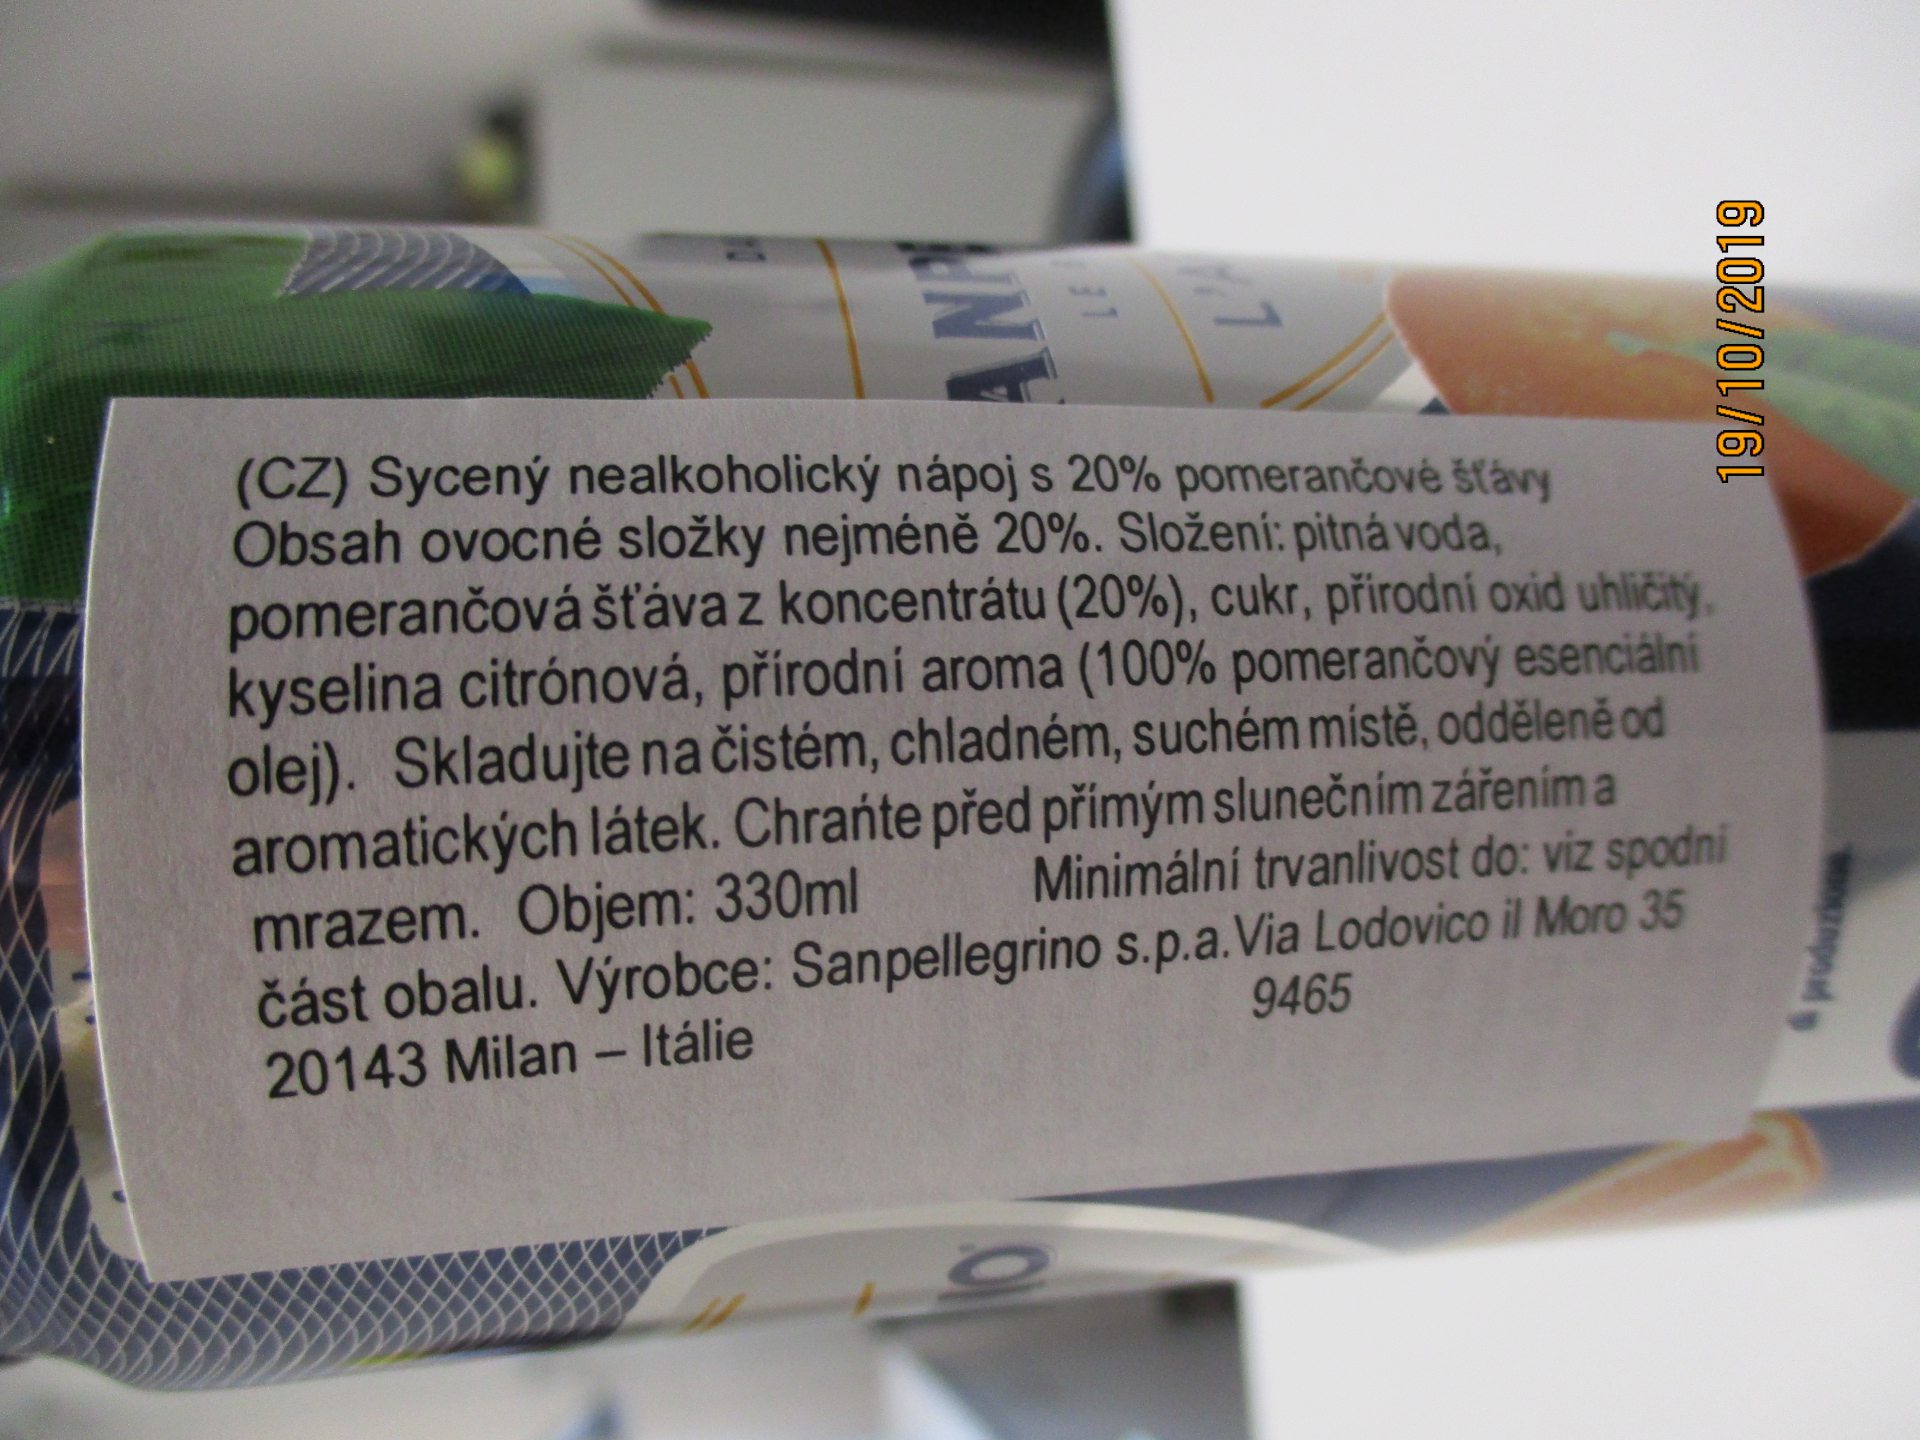 (CZ) Sycený nealkoholický nápoj s 20% pomerančové šťávy
Obsah ovocné složky nejméně 20%. Složení: pitná voda,
pomerančová šťáva z koncentrátu (20%), cukr, přírodní oxid uhličitý,
kyselina citrónová, přírodní aroma (100% pomerančový esenciální
olej). Skladujte na čistém, chladném, suchém místě, odděleně od
aromatických látek. Chrańte před přímým slunečním zářením a
mrazem. Objem: 330ml Minimální trvanlivost do: viz spodní
část obalu. Výrobce: Sanpellegrino s.p.a. Via Lodovico il Moro 35
20143 Milan – Itálie 9465
19/10/2019